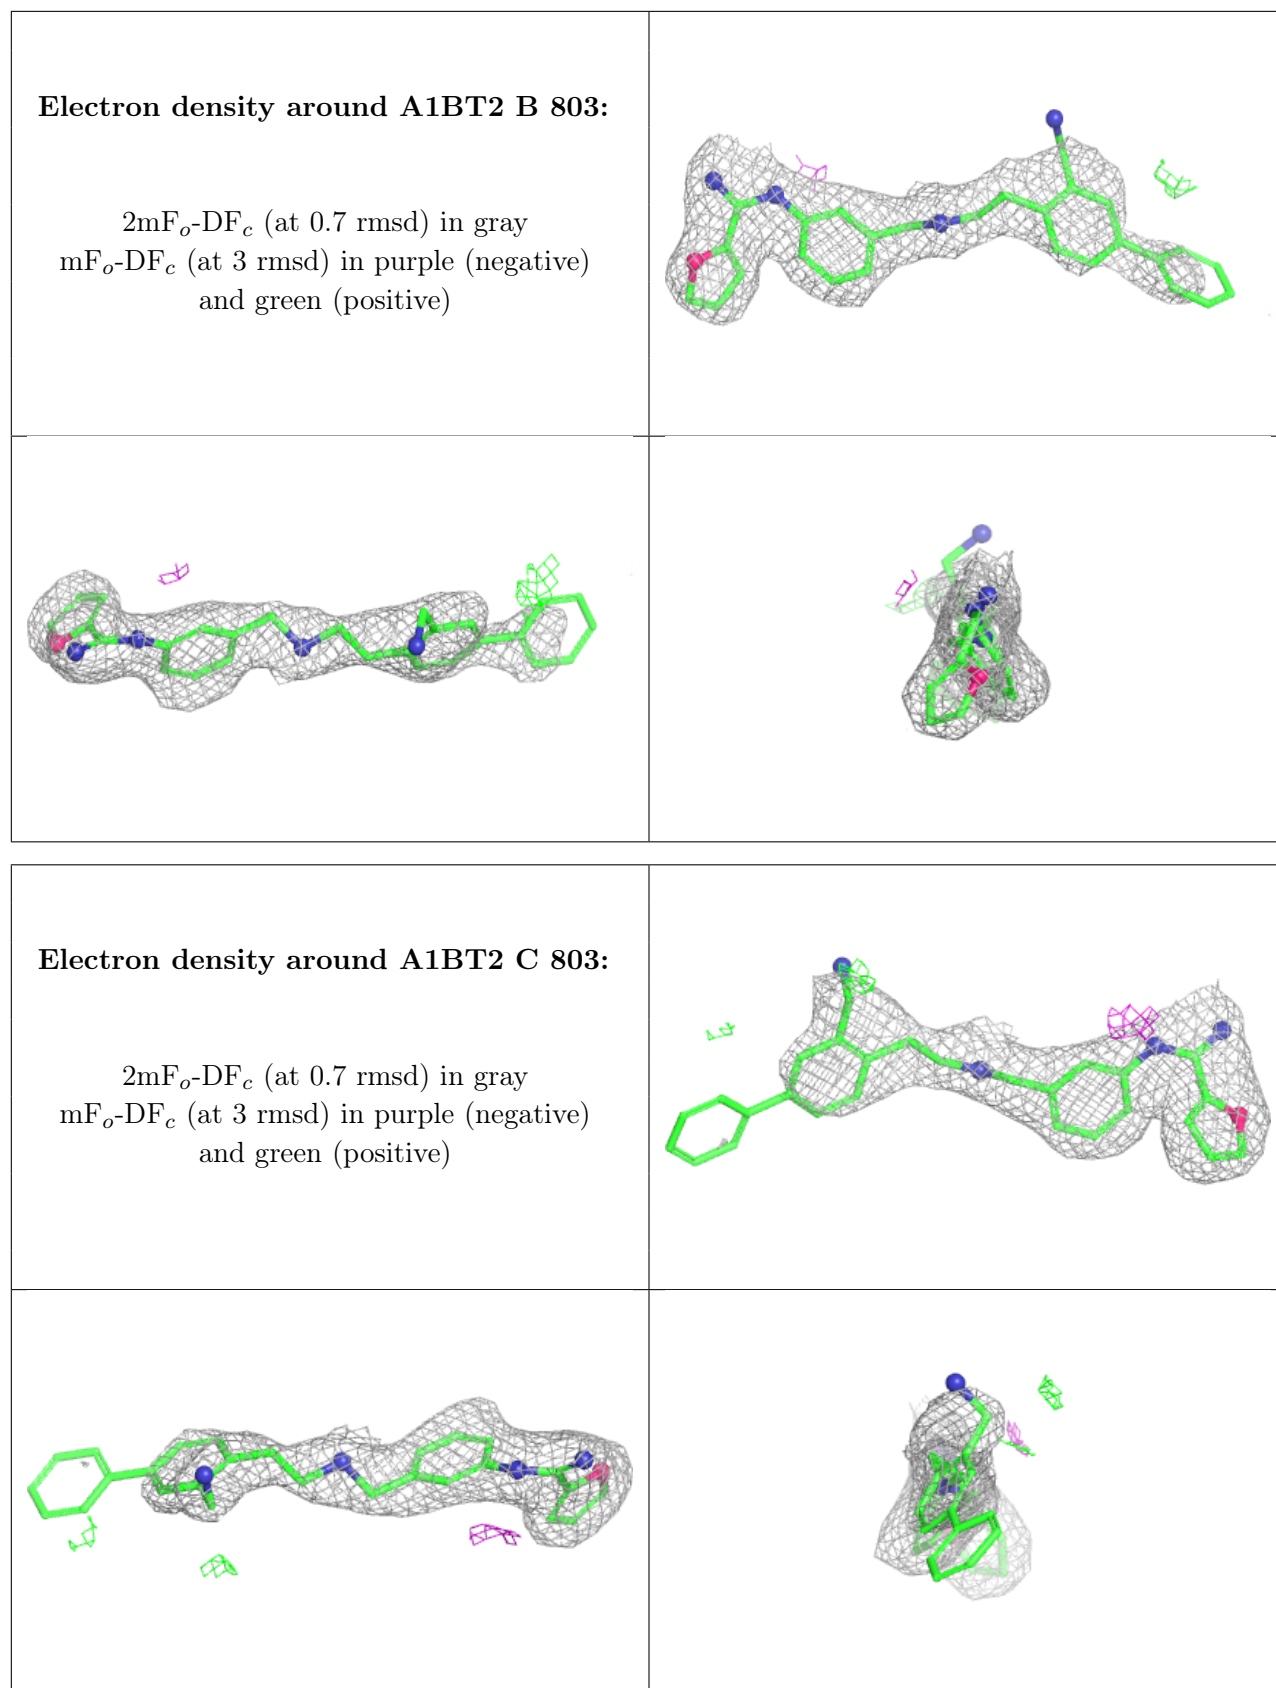 Electron density around A1BT2 B 803:
2mFo-DFc (at 0.7 rmsd) in gray
mFo-DFc (at 3 rmsd) in purple (negative)
and green (positive)
Electron density around A1BT2 C 803:
2mFo-DFc (at 0.7 rmsd) in gray
mFo-DFc (at 3 rmsd) in purple (negative)
and green (positive)